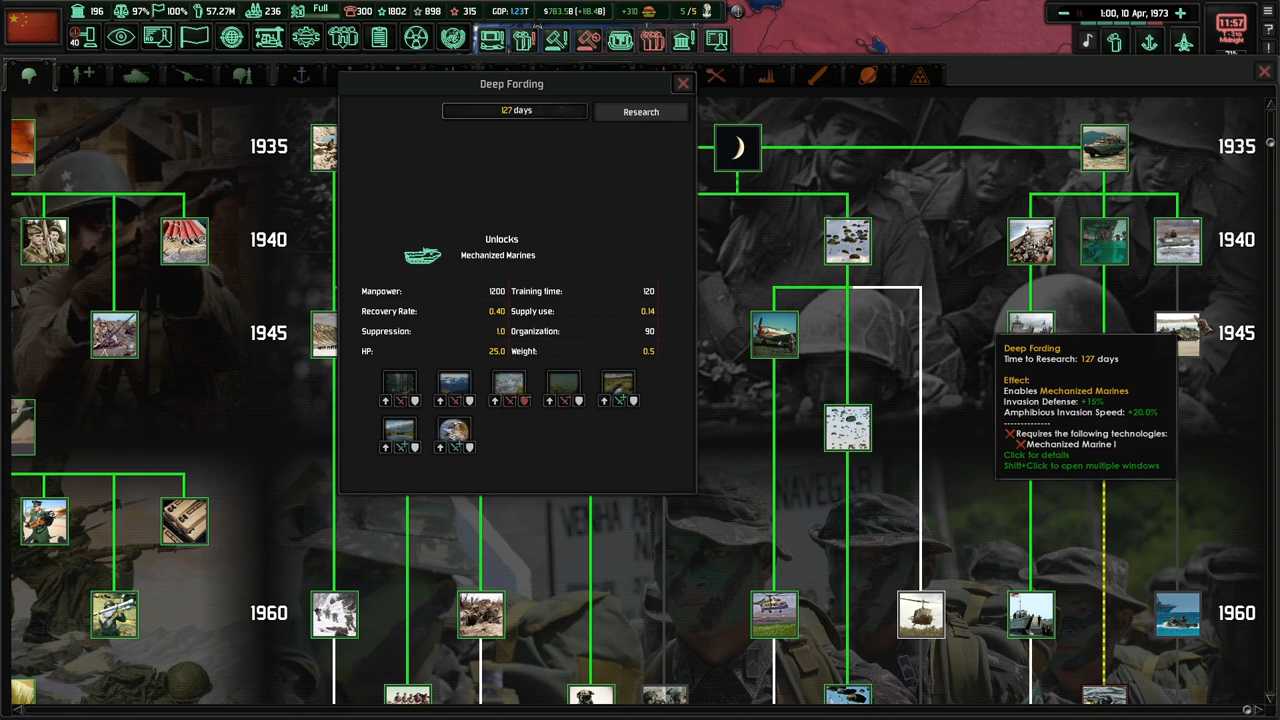 196
97%
100%
57.27M
236
Full
300
1802
898
315
GDP: 1.23T
$783.5B (+118.4B)
+310
5/5
1:00, 10 Apr, 1973
40
11:57
Midnight
Deep Fording
127 days
Research
1935
1935
Unlocks
Mechanized Marines
1940
1940
Manpower: 1200 Training time: 120
Recovery Rate: 0.40 Supply use: 0.14
Suppression: 1.0 Organization: 90
HP: 25.0 Weight: 0.5
1945
1945
Deep Fording
Time to Research: 127 days
Effect:
Enables Mechanized Marines
Invasion Defense: +15%
Amphibious Invasion Speed: +20.0%
--------------
Requires the following technologies:
Mechanized Marine I
Click for details
Shift+Click to open multiple windows
NAVEGAR
1960
1960